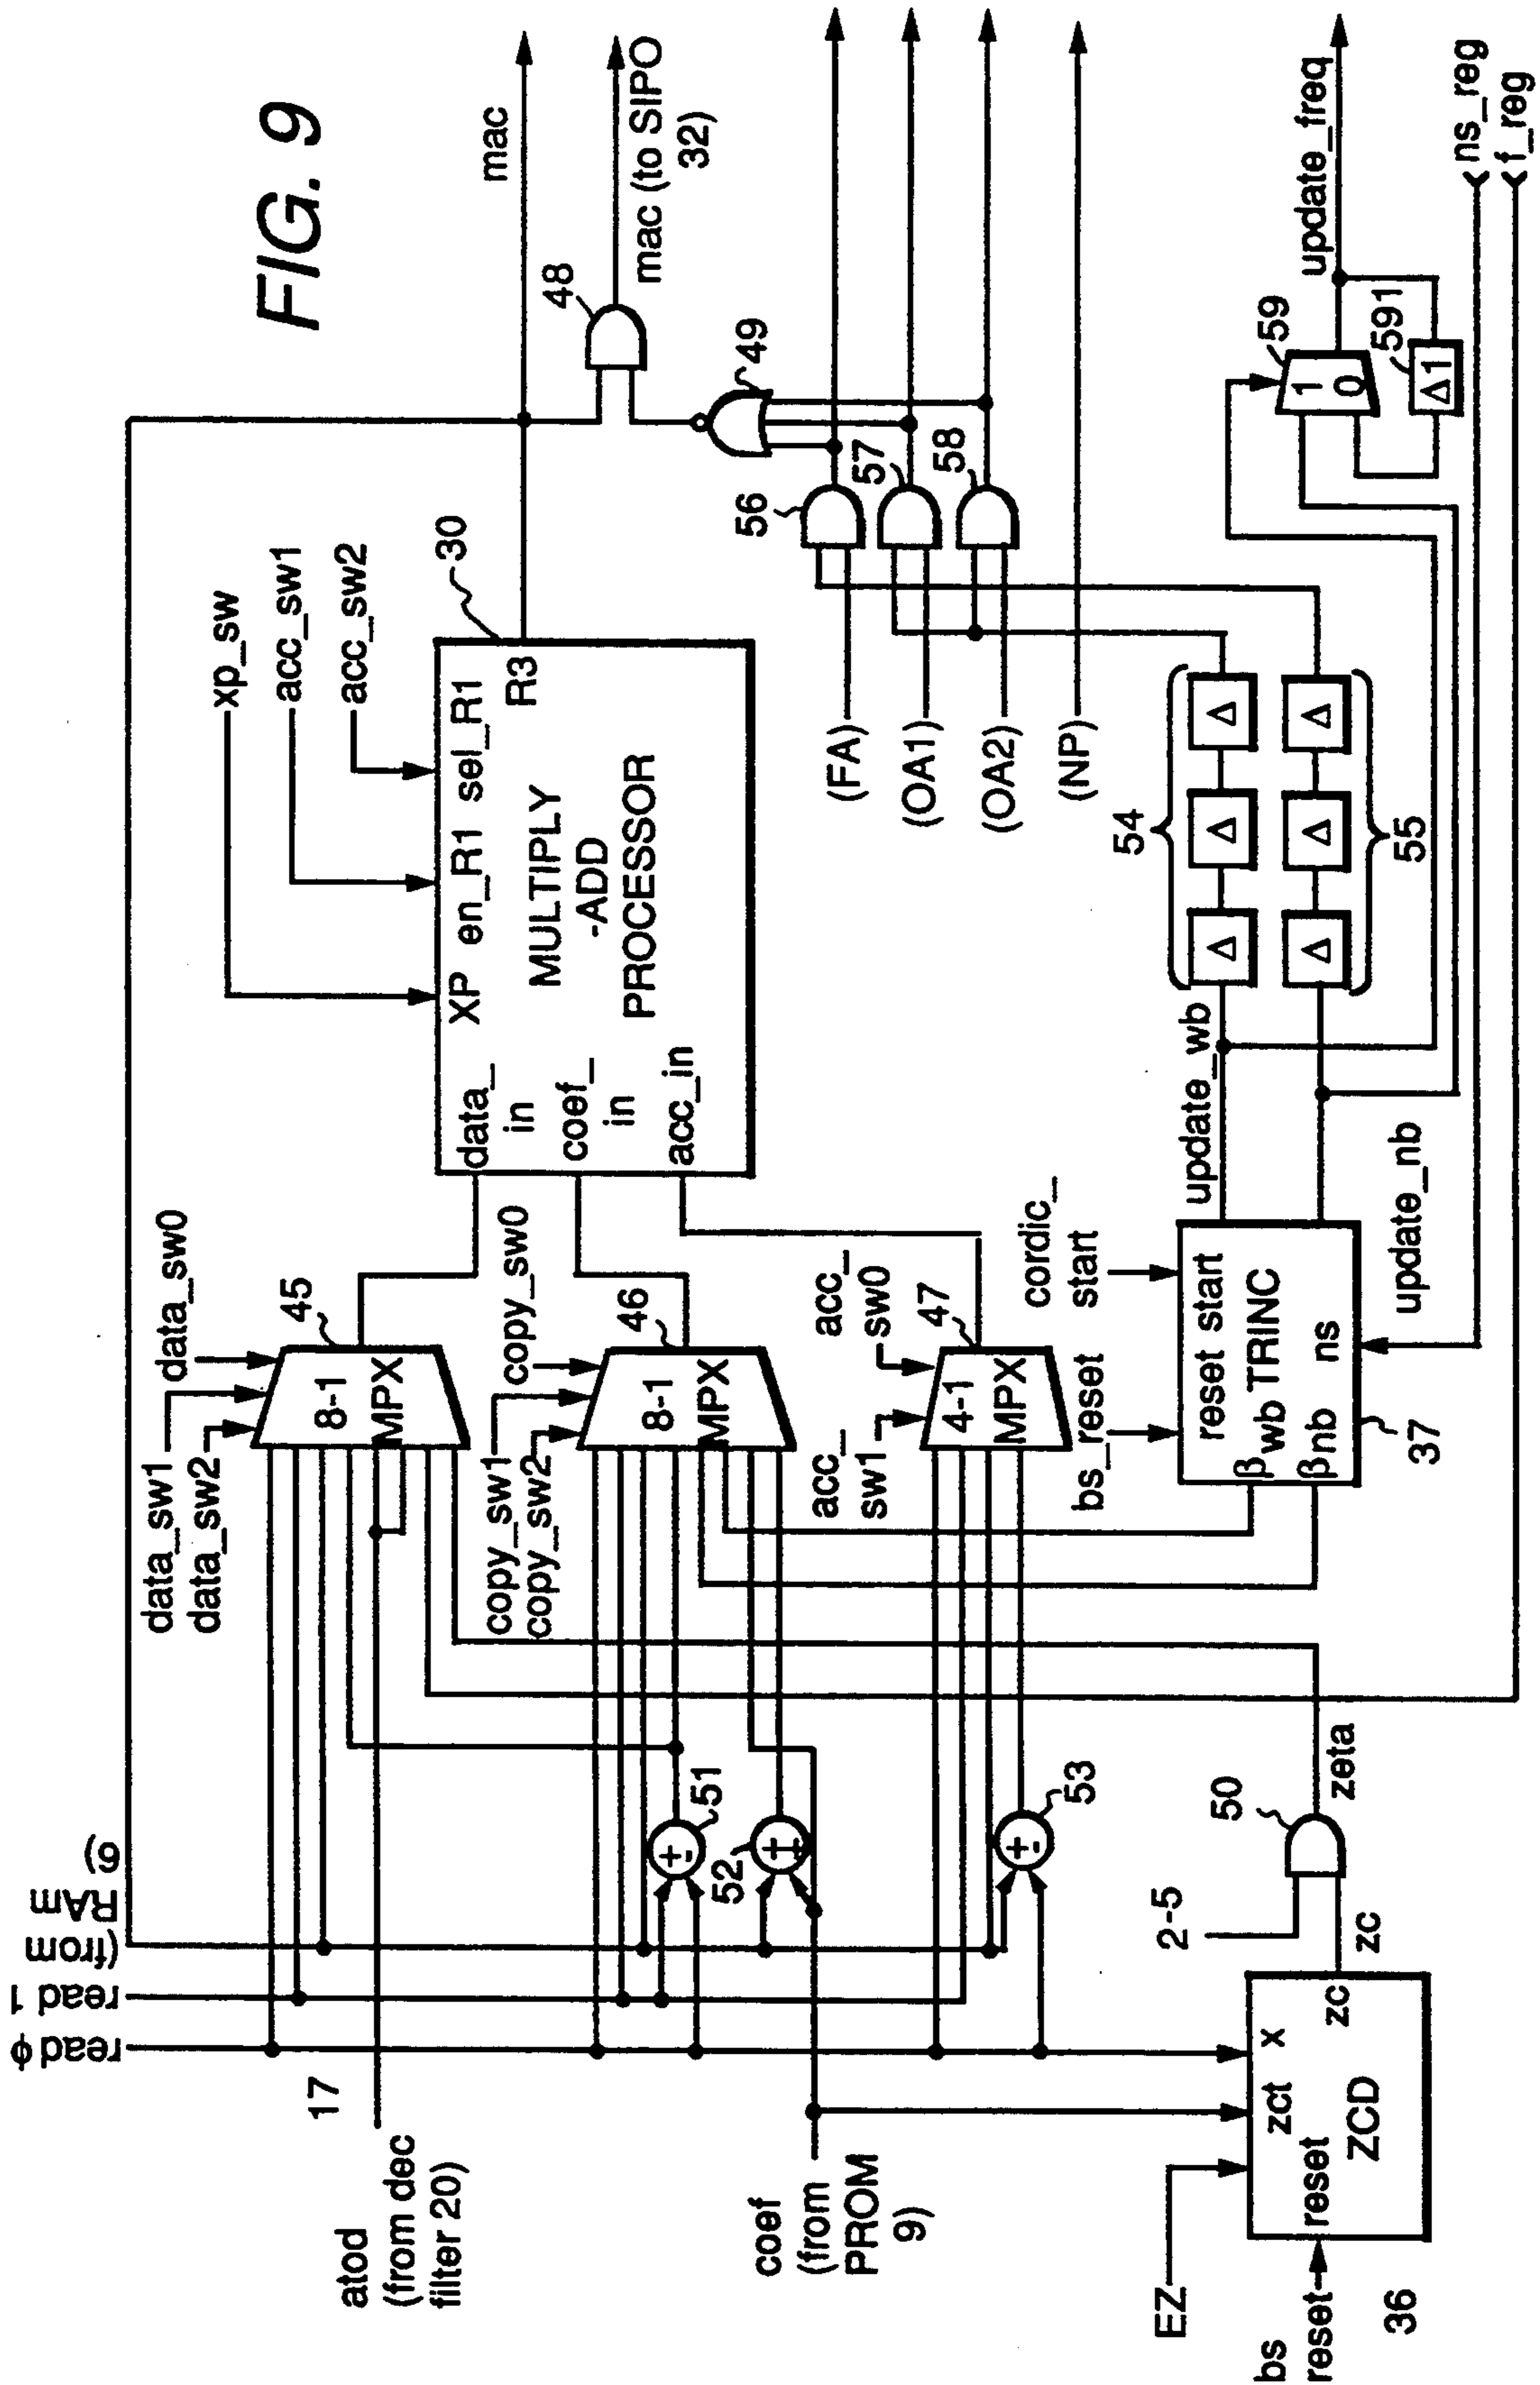 FIG. 9
mac
mac (to SIPO
32)
48
49
xp_sw
acc_sw1
acc_sw2
30
XP en_R1 sel_R1
R3
data_
in
coef_
in
acc_in
MULTIPLY
-ADD
PROCESSOR
data_sw0
data_sw1
data_sw2
45
8-1
MPX
copy_sw0
copy_sw1
copy_sw2
46
8-1
MPX
acc_
sw0
acc_
sw1
47
4-1
MPX
(from
RAm
6)
read 1
read ϕ
17
atod
(from dec
filter 20)
coef
(from
PROM
9)
+
-
51
52
+
+
+
-
53
56
57
58
(FA)
(OA1)
(OA2)
(NP)
54
Δ Δ Δ
Δ Δ Δ
55
update_wb
update_nb
cordic_
start
bs_reset
reset start
βwb TRINC
βnb ns
37
59
1
0
Δ1
591
update_freq
ns_reg
f_reg
2-5
50
zeta
zc
EZ
bs
reset
zct x
reset zc
ZCD
36